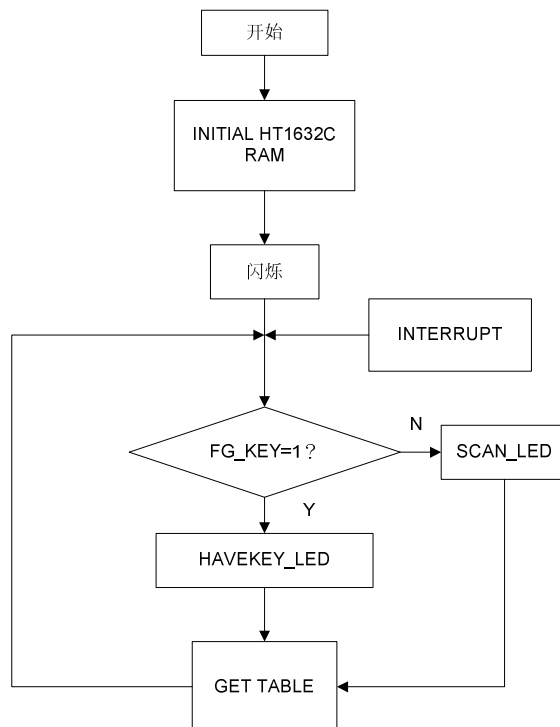 开始
INITIAL HT1632C
RAM
闪烁
INTERRUPT
FG_KEY=1？
N
SCAN_LED
Y
HAVEKEY_LED
GET TABLE